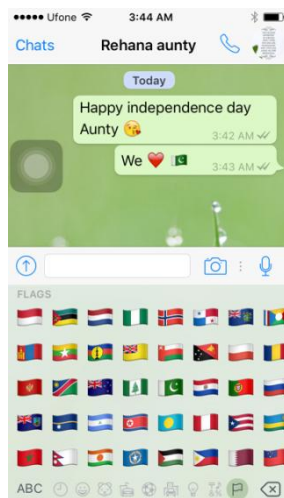 Ufone 3:44 AM
Chats Rehana aunty
Today
Happy independence day
Aunty 😘
3:42 AM
We ❤️ 🇵🇰
3:43 AM
FLAGS
ABC